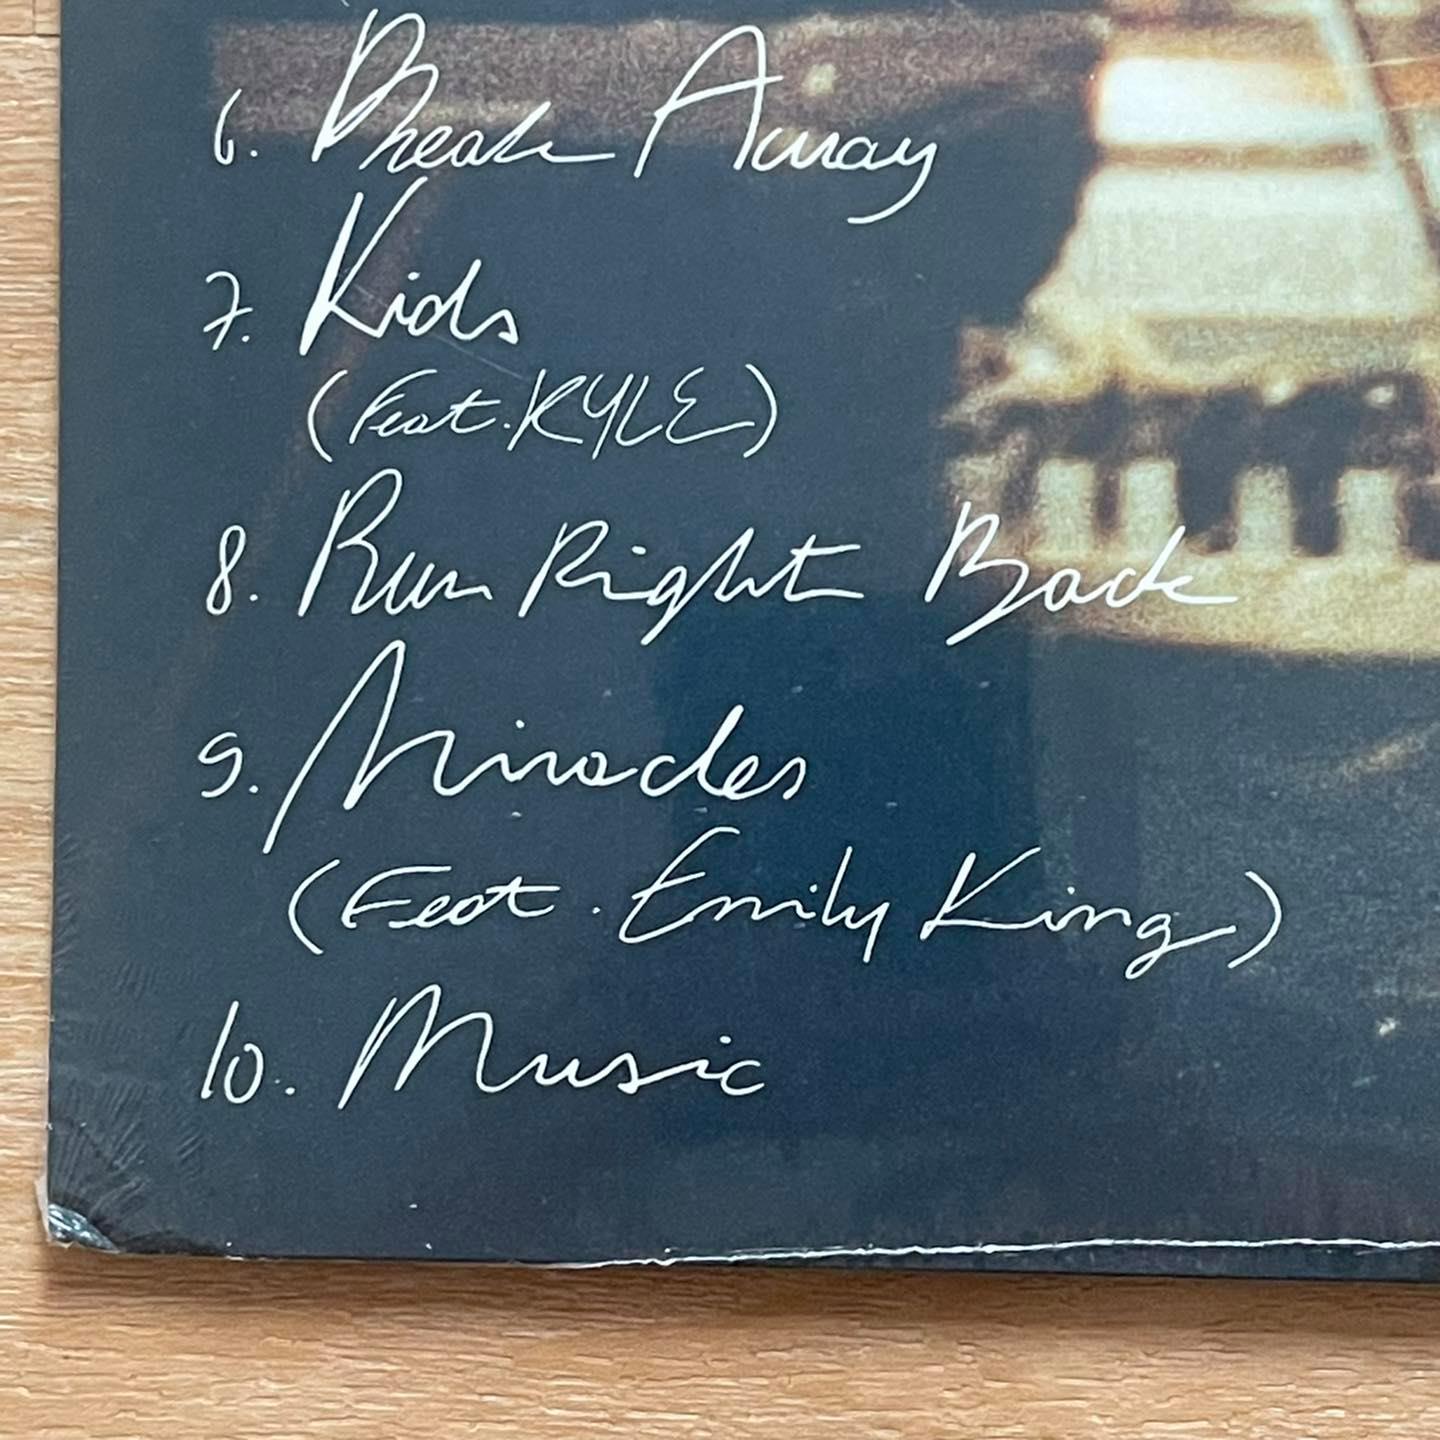 6. Break Away
7. Kids
(Feat. KYLE)
8. Run Right Back
9. Miracles
(Feat. Emily King)
10. Music